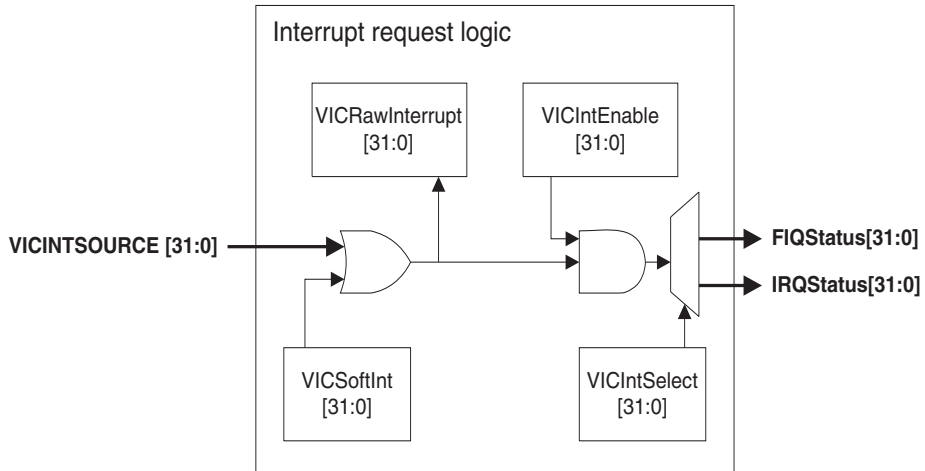 Interrupt request logic
VICRawInterrupt
[31:0]
VICIntEnable
[31:0]
VICINTSOURCE [31:0]
FIQStatus[31:0]
IRQStatus[31:0]
VICSoftInt
[31:0]
VICIntSelect
[31:0]